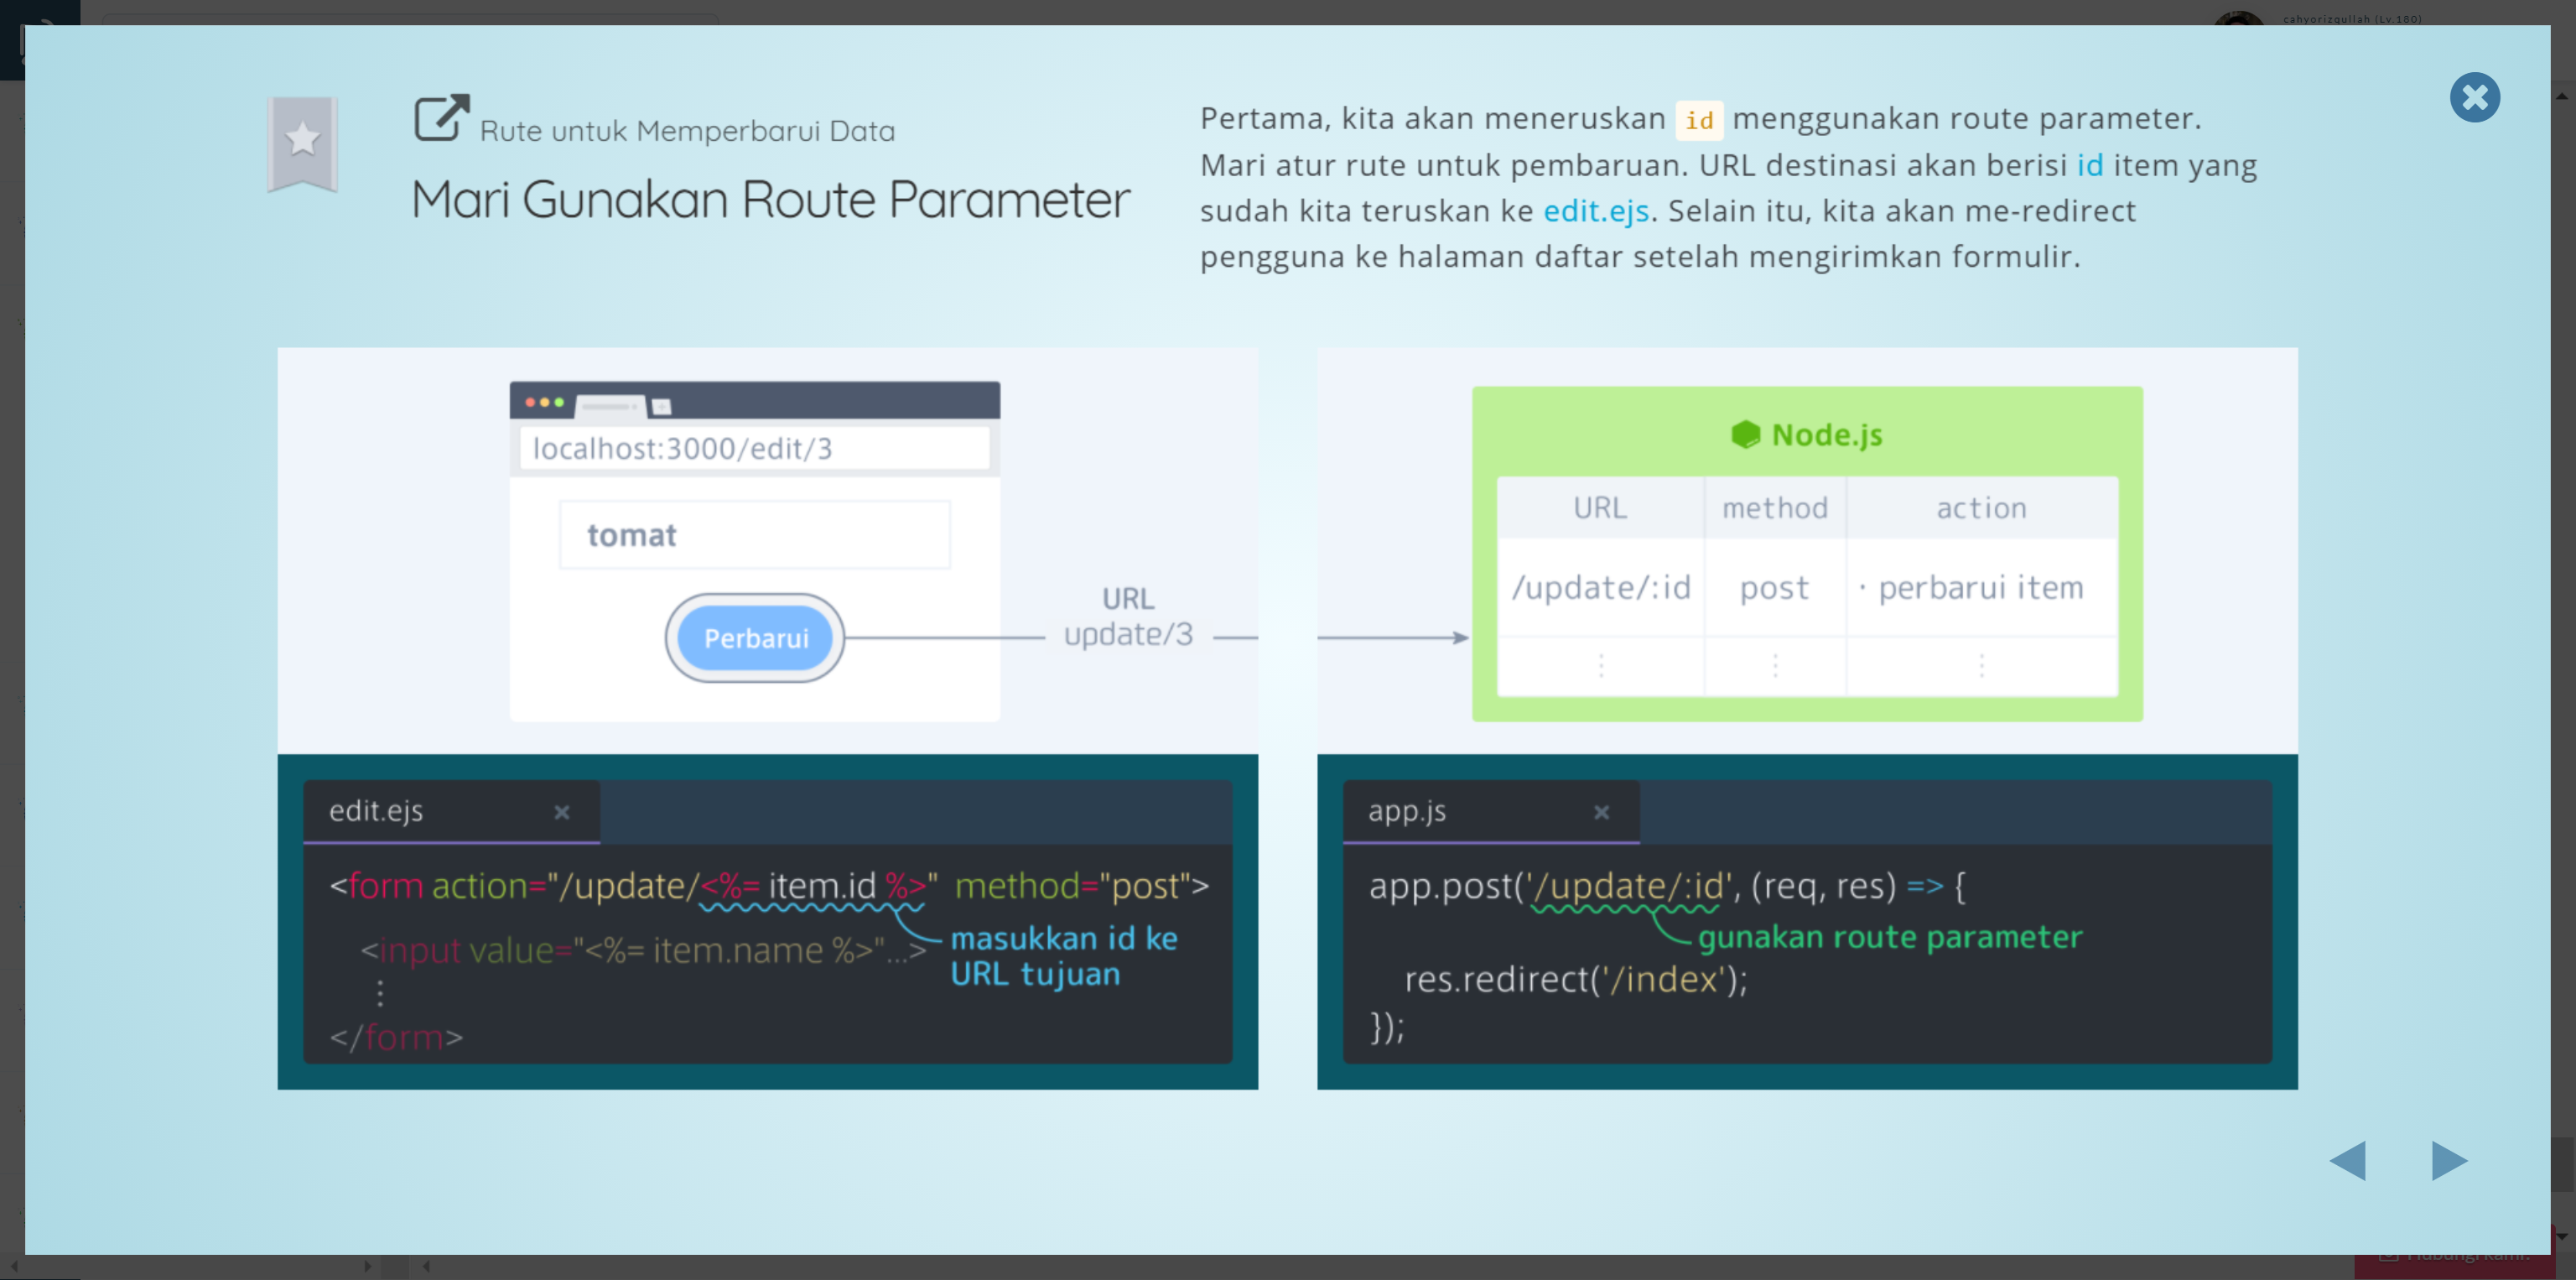 cahyorizqullah (Lv.180)
Rute untuk Memperbarui Data
Mari Gunakan Route Parameter
Pertama, kita akan meneruskan id menggunakan route parameter.
Mari atur rute untuk pembaruan. URL destinasi akan berisi id item yang
sudah kita teruskan ke edit.ejs. Selain itu, kita akan me-redirect
pengguna ke halaman daftar setelah mengirimkan formulir.
localhost:3000/edit/3
tomat
Perbarui
URL
update/3
Node.js
URL method action
/update/:id post · perbarui item
edit.ejs ×
<form action="/update/<%= item.id %>" method="post">
<input value="<%= item.name %>"...>
masukkan id ke
URL tujuan
</form>
app.js ×
app.post('/update/:id', (req, res) => {
gunakan route parameter
res.redirect('/index');
});
Hubungi kami!